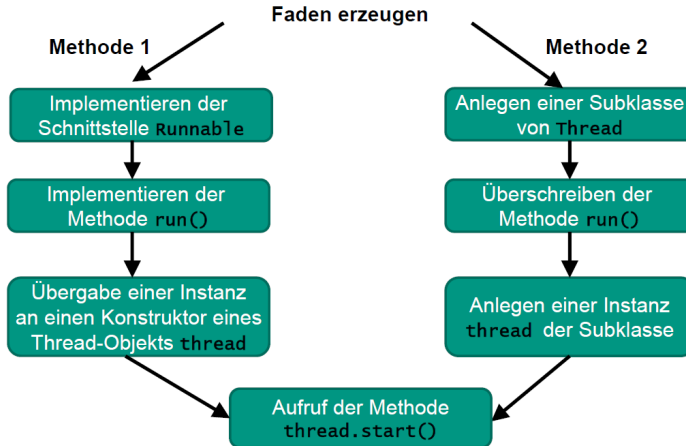 Faden erzeugen
Methode 1
Methode 2
Implementieren der
Schnittstelle Runnable
Anlegen einer Subklasse
von Thread
Implementieren der
Methode run()
Überschreiben der
Methode run()
Übergabe einer Instanz
an einen Konstruktor eines
Thread-Objekts thread
Anlegen einer Instanz
thread der Subklasse
Aufruf der Methode
thread.start()